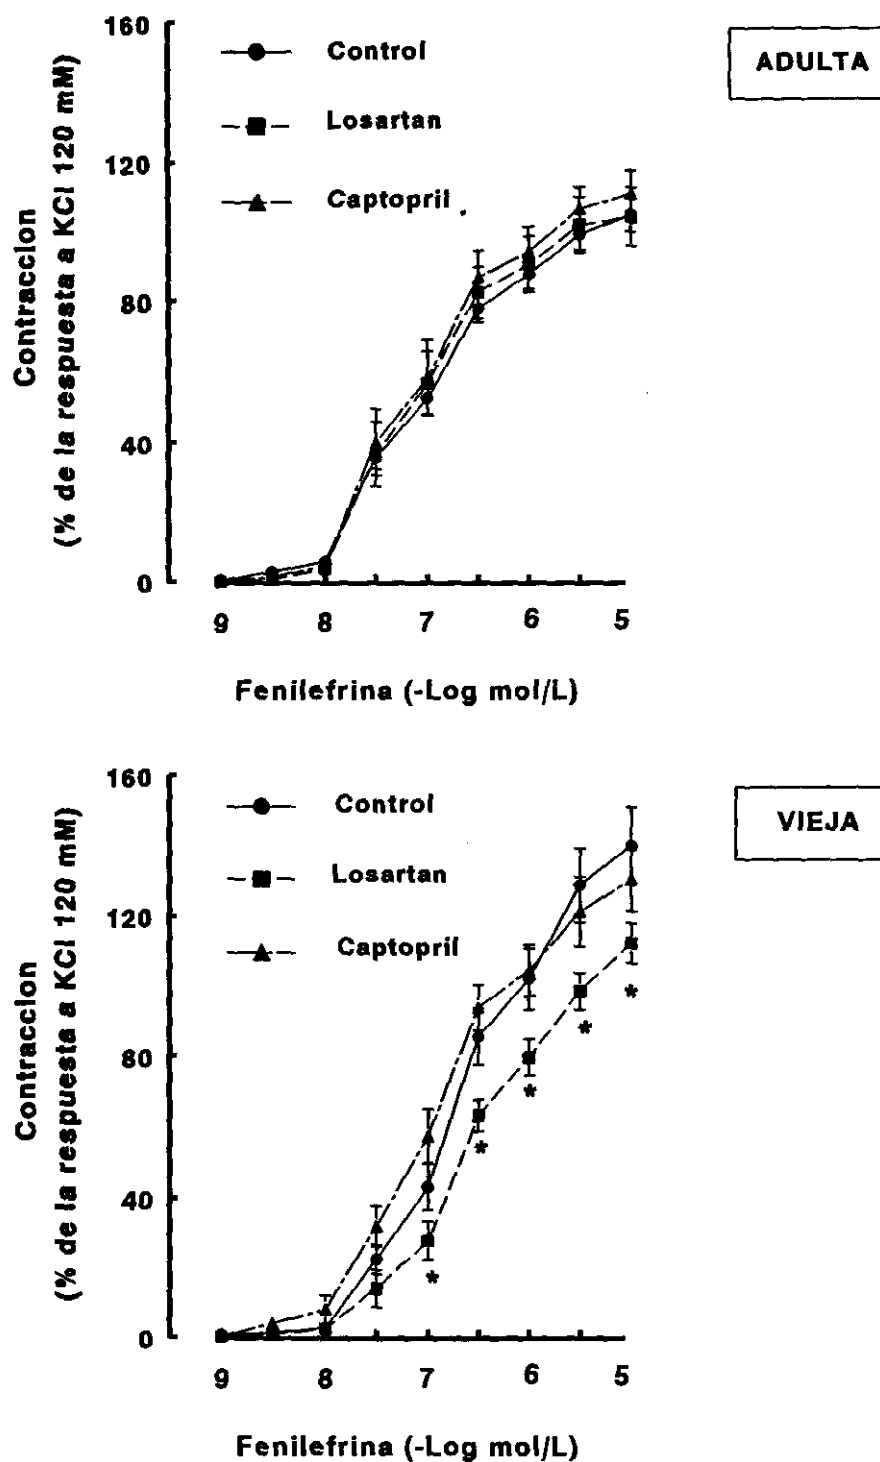 160
120
80
40
0
Contraccion
(% de la respuesta a KCl 120 mM)
Control
Losartan
Captopril
ADULTA
9 8 7 6 5
Fenilefrina (-Log mol/L)
160
120
80
40
0
Contraccion
(% de la respuesta a KCl 120 mM)
Control
Losartan
Captopril
VIEJA
* * * * *
9 8 7 6 5
Fenilefrina (-Log mol/L)